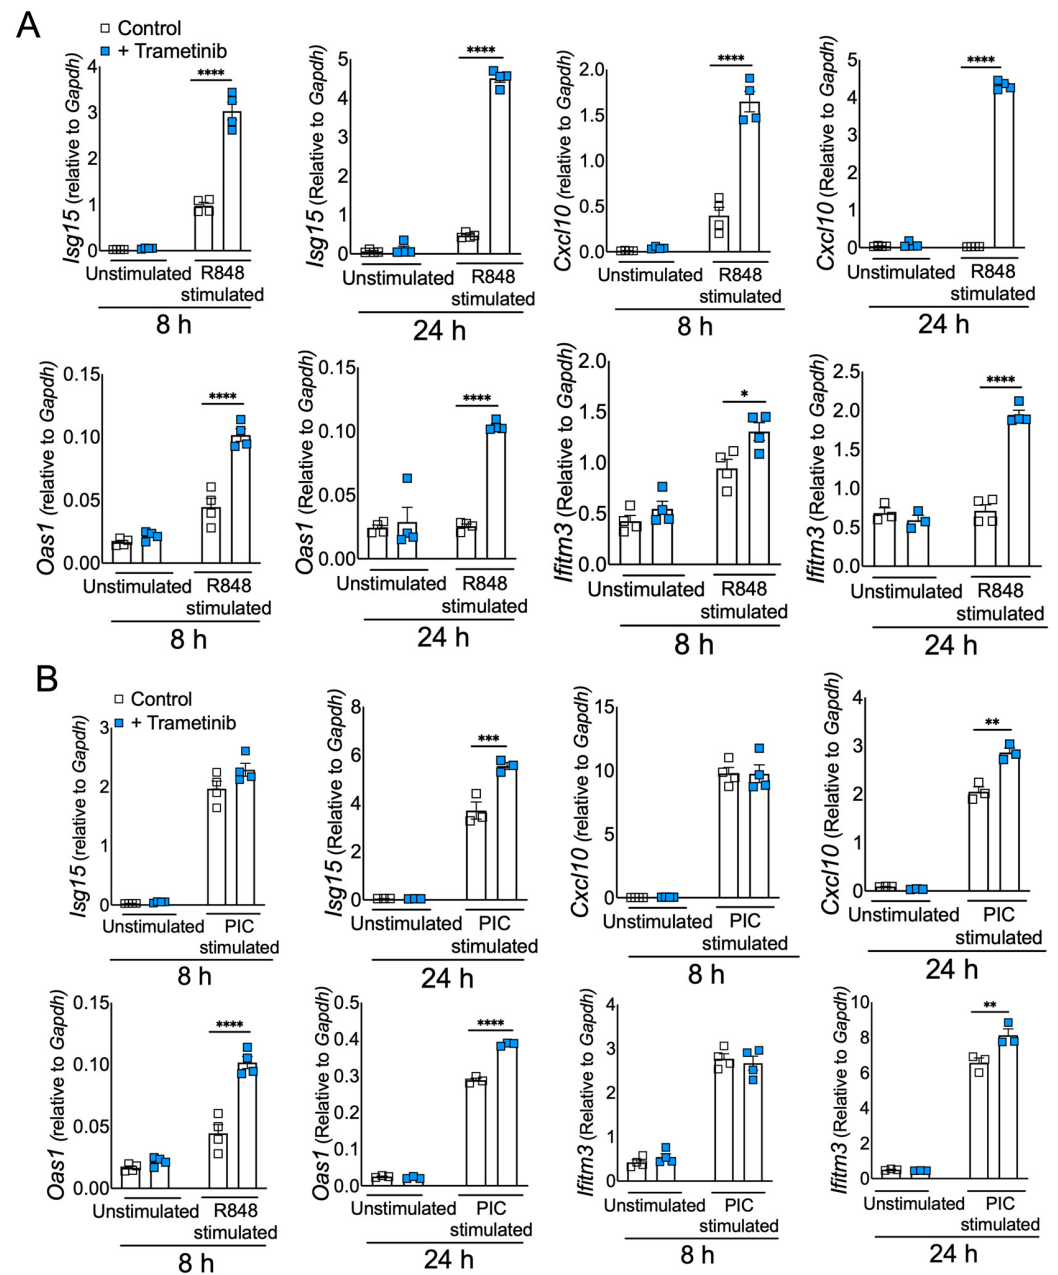 A
Control
+ Trametinib
Isg15 (relative to Gapdh)
4
3
2
1
0
****
Unstimulated
R848
stimulated
8 h
Isg15 (Relative to Gapdh)
5
4
3
2
1
0
****
Unstimulated
R848
stimulated
24 h
Cxcl10 (relative to Gapdh)
2.0
1.5
1.0
0.5
0.0
****
Unstimulated
R848
stimulated
8 h
Cxcl10 (Relative to Gapdh)
5
4
3
2
1
0
****
Unstimulated
R848
stimulated
24 h
Oas1 (relative to Gapdh)
0.15
0.10
0.05
0.00
****
Unstimulated
R848
stimulated
8 h
Oas1 (Relative to Gapdh)
0.15
0.10
0.05
0.00
****
Unstimulated
R848
stimulated
24 h
Ifitm3 (Relative to Gapdh)
2.0
1.5
1.0
0.5
0.0
*
Unstimulated
R848
stimulated
8 h
Ifitm3 (Relative to Gapdh)
2.5
2.0
1.5
1.0
0.5
0.0
****
Unstimulated
R848
stimulated
24 h
B
Control
+ Trametinib
Isg15 (relative to Gapdh)
3
2
1
0
Unstimulated
PIC
stimulated
8 h
Isg15 (Relative to Gapdh)
8
6
4
2
0
***
Unstimulated
PIC
stimulated
24 h
Cxcl10 (relative to Gapdh)
15
10
5
0
Unstimulated
PIC
stimulated
8 h
Cxcl10 (Relative to Gapdh)
4
3
2
1
0
**
Unstimulated
PIC
stimulated
24 h
Oas1 (relative to Gapdh)
0.15
0.10
0.05
0.00
****
Unstimulated
R848
stimulated
8 h
Oas1 (Relative to Gapdh)
0.5
0.4
0.3
0.2
0.1
0.0
****
Unstimulated
PIC
stimulated
24 h
Ifitm3 (Relative to Gapdh)
4
3
2
1
0
Unstimulated
PIC
stimulated
8 h
Ifitm3 (Relative to Gapdh)
10
8
6
4
2
0
**
Unstimulated
PIC
stimulated
24 h